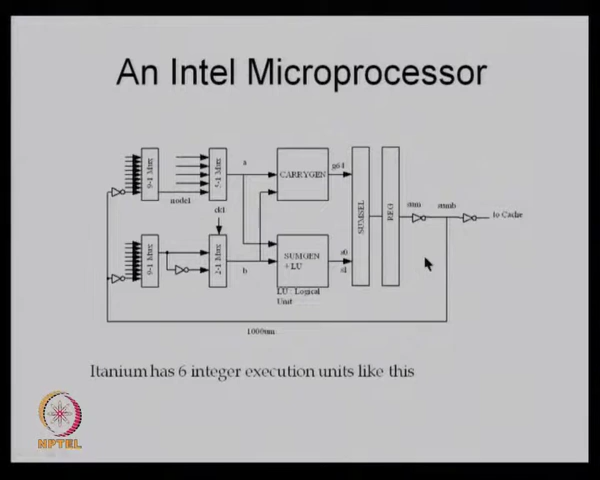 An Intel Microprocessor
9-1 Mux
5-1 Mux
a
CARRYGEN
g64
node1
ck1
SUMSEL
REG
sum
sumb
to Cache
9-1 Mux
2-1 Mux
b
SUMGEN
+ LU
s0
s1
LU : Logical
Unit
1000um
Itanium has 6 integer execution units like this
NPTEL